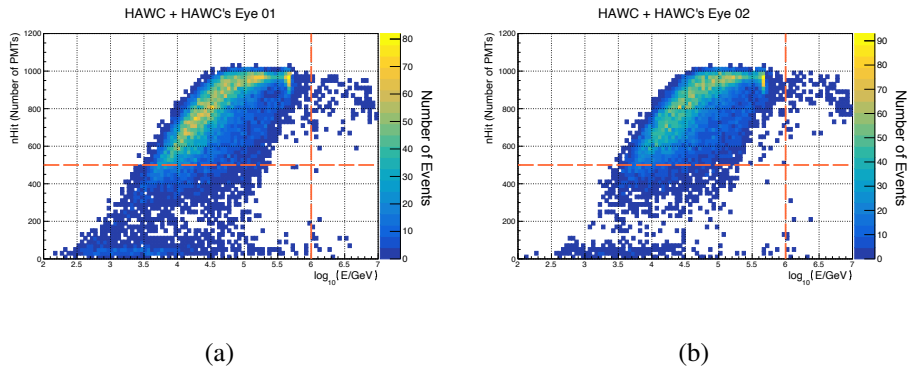 HAWC + HAWC's Eye 01
nHit (Number of PMTs)
1200
1000
800
600
400
200
0
2 2.5 3 3.5 4 4.5 5 5.5 6 6.5 7
log10{E/GeV}
80
70
60
50
40
30
20
10
0
Number of Events
(a)
HAWC + HAWC's Eye 02
nHit (Number of PMTs)
1200
1000
800
600
400
200
0
2 2.5 3 3.5 4 4.5 5 5.5 6 6.5 7
log10{E/GeV}
90
80
70
60
50
40
30
20
10
0
Number of Events
(b)